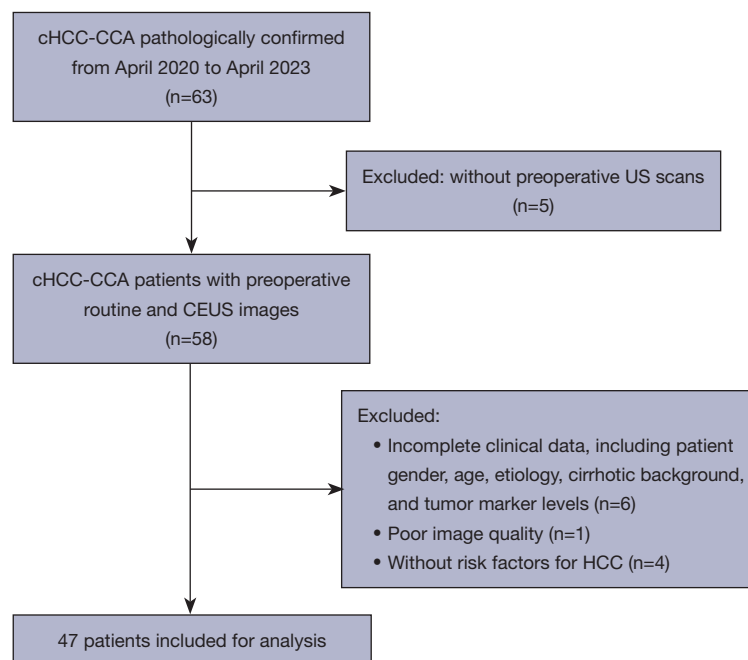 cHCC-CCA pathologically confirmed
from April 2020 to April 2023
(n=63)
Excluded: without preoperative US scans
(n=5)
cHCC-CCA patients with preoperative
routine and CEUS images
(n=58)
Excluded:
• Incomplete clinical data, including patient
gender, age, etiology, cirrhotic background,
and tumor marker levels (n=6)
• Poor image quality (n=1)
• Without risk factors for HCC (n=4)
47 patients included for analysis